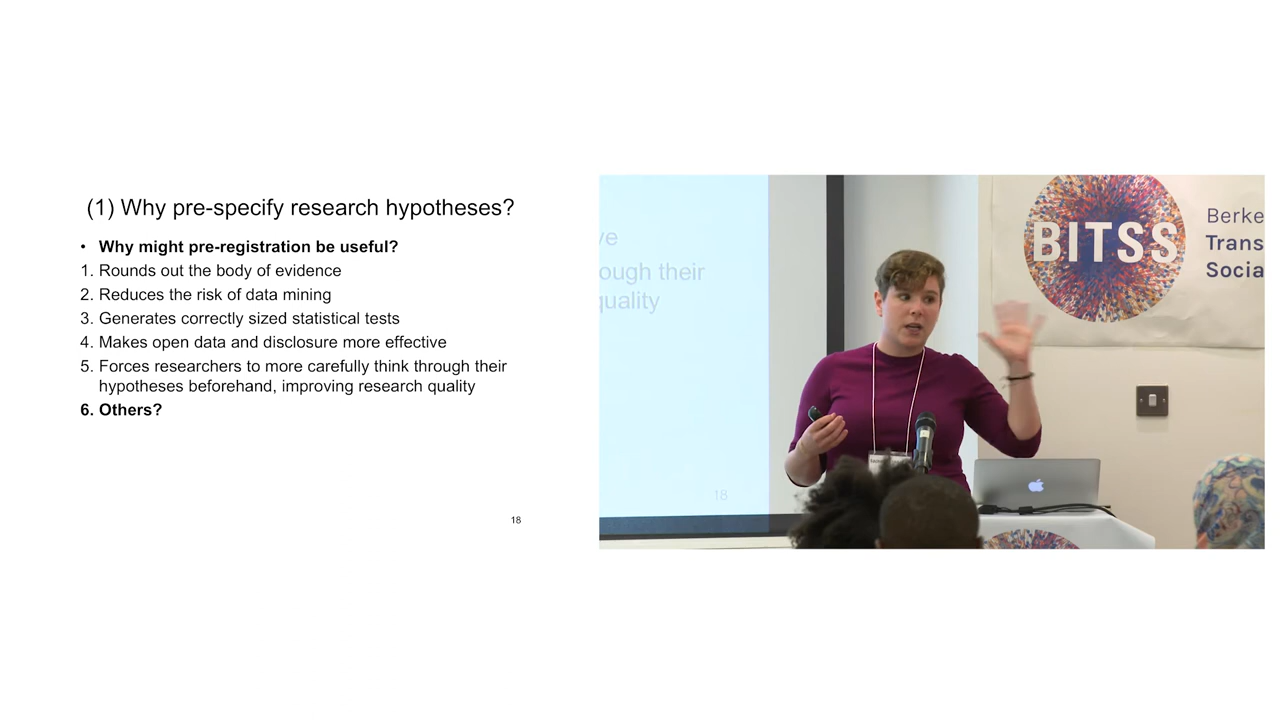 (1) Why pre-specify research hypotheses?
• Why might pre-registration be useful?
1. Rounds out the body of evidence
2. Reduces the risk of data mining
3. Generates correctly sized statistical tests
4. Makes open data and disclosure more effective
5. Forces researchers to more carefully think through their
hypotheses beforehand, improving research quality
6. Others?
18
ve
ough their
quality
18
BITSS
Berke
Trans
Socia